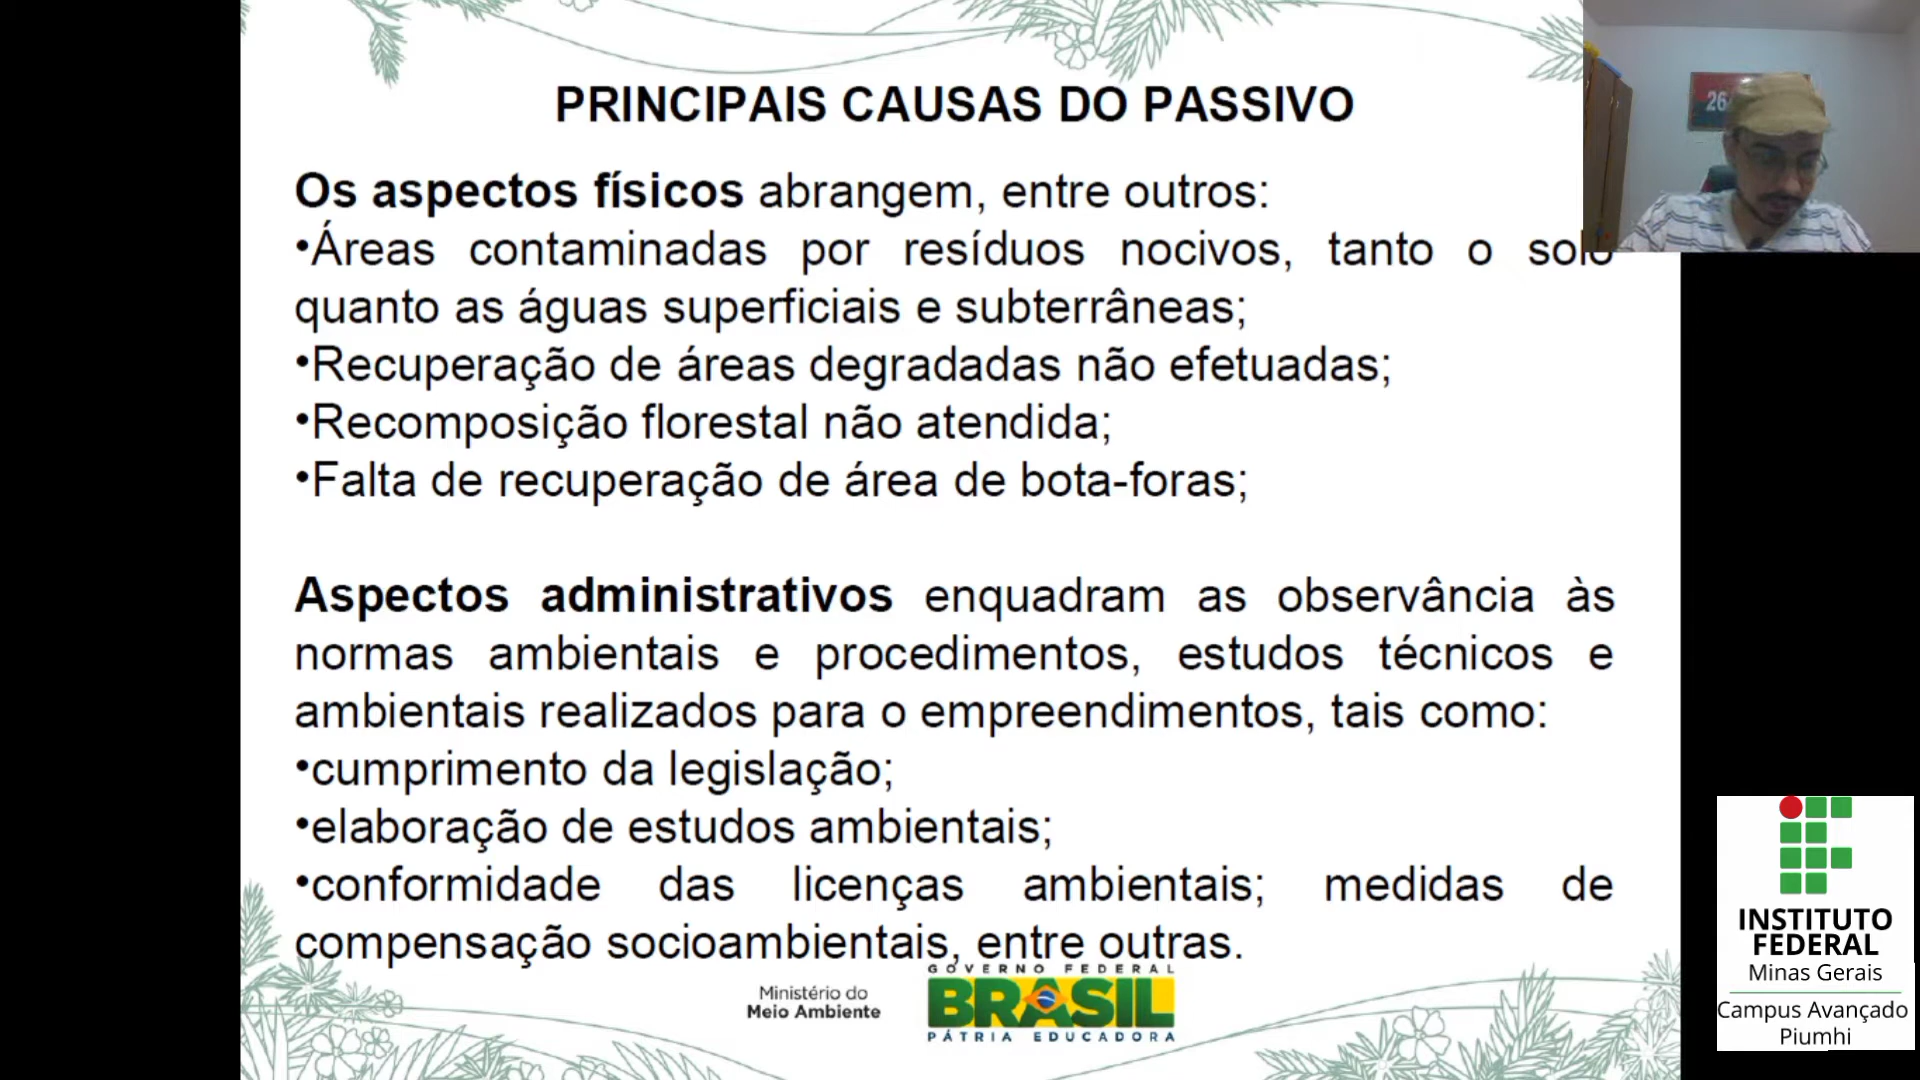 PRINCIPAIS CAUSAS DO PASSIVO
26
Os aspectos físicos abrangem, entre outros:
•Áreas contaminadas por resíduos nocivos, tanto o solo
quanto as águas superficiais e subterrâneas;
•Recuperação de áreas degradadas não efetuadas;
•Recomposição florestal não atendida;
•Falta de recuperação de área de bota-foras;
Aspectos administrativos enquadram as observância às
normas ambientais e procedimentos, estudos técnicos e
ambientais realizados para o empreendimentos, tais como:
•cumprimento da legislação;
•elaboração de estudos ambientais;
•conformidade das licenças ambientais; medidas de
compensação socioambientais, entre outras.
Ministério do
Meio Ambiente
GOVERNO FEDERAL
BRASIL
PÁTRIA EDUCADORA
INSTITUTO
FEDERAL
Minas Gerais
Campus Avançado
Piumhi